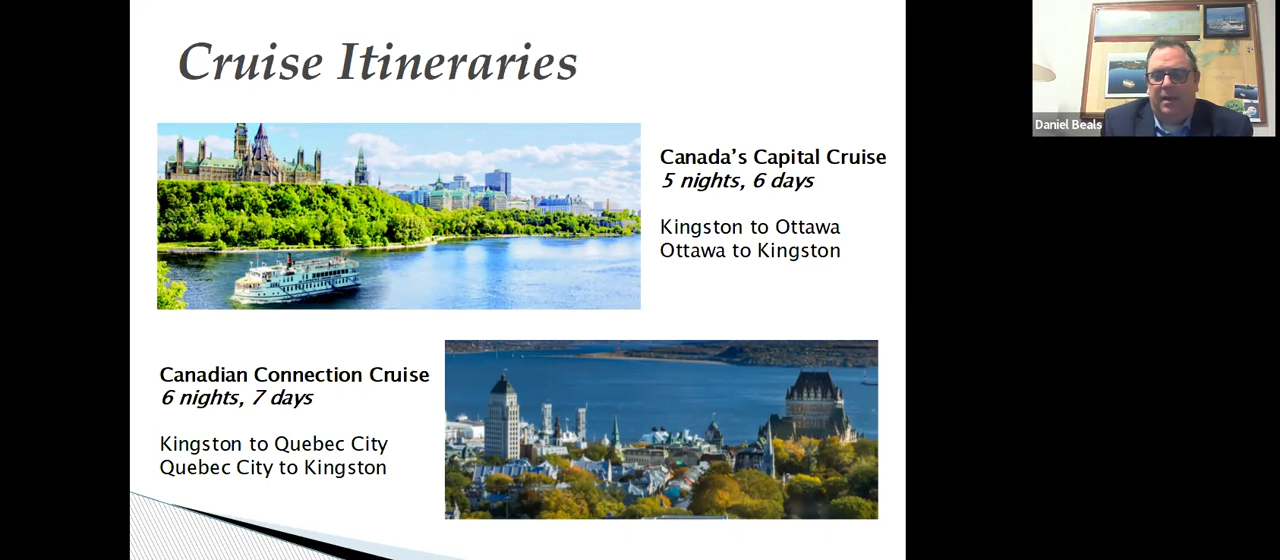 Cruise Itineraries
Canada’s Capital Cruise
5 nights, 6 days
Kingston to Ottawa
Ottawa to Kingston
Canadian Connection Cruise
6 nights, 7 days
Kingston to Quebec City
Quebec City to Kingston
Daniel Beals